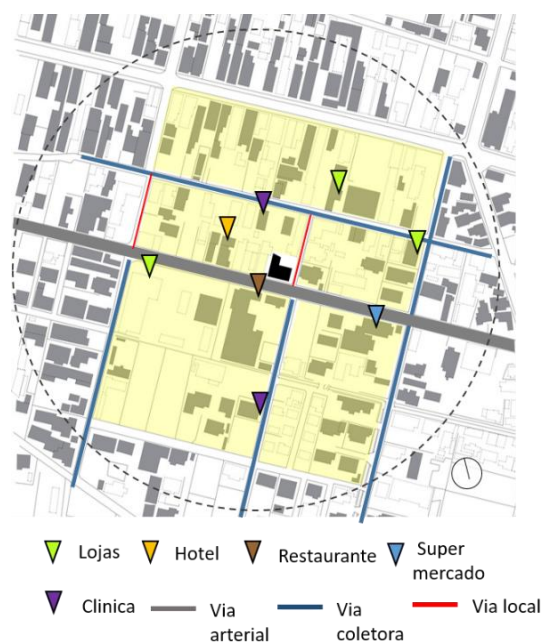 Lojas
Hotel
Restaurante
Super
mercado
Clinica
Via
arterial
Via
coletora
Via local